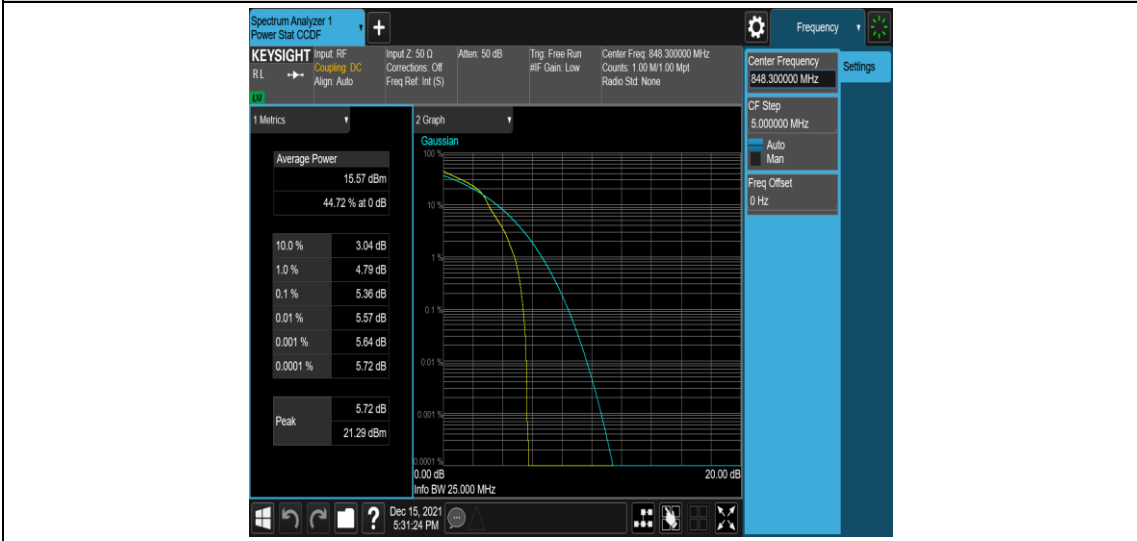 Spectrum Analyzer 1
Power Stat CCDF
+
Frequency
KEYSIGHT
RL
LM
Input: RF
Coupling: DC
Align: Auto
Input Z: 50 Ω
Corrections: Off
Freq Ref: Int (S)
Atten: 50 dB
Trig: Free Run
#IF Gain: Low
Center Freq: 848.300000 MHz
Counts: 1.00 M/1.00 Mpt
Radio Std: None
Center Frequency
848.300000 MHz
Settings
CF Step
5.000000 MHz
Auto
Man
Freq Offset
0 Hz
1 Metrics
Average Power
15.57 dBm
44.72 % at 0 dB
10.0 % 3.04 dB
1.0 % 4.79 dB
0.1 % 5.36 dB
0.01 % 5.57 dB
0.001 % 5.64 dB
0.0001 % 5.72 dB
Peak
5.72 dB
21.29 dBm
2 Graph
Gaussian
100 %
10 %
1 %
0.1 %
0.01 %
0.001 %
0.0001 %
0.00 dB
20.00 dB
Info BW 25.000 MHz
?
Dec 15, 2021
5:31:24 PM